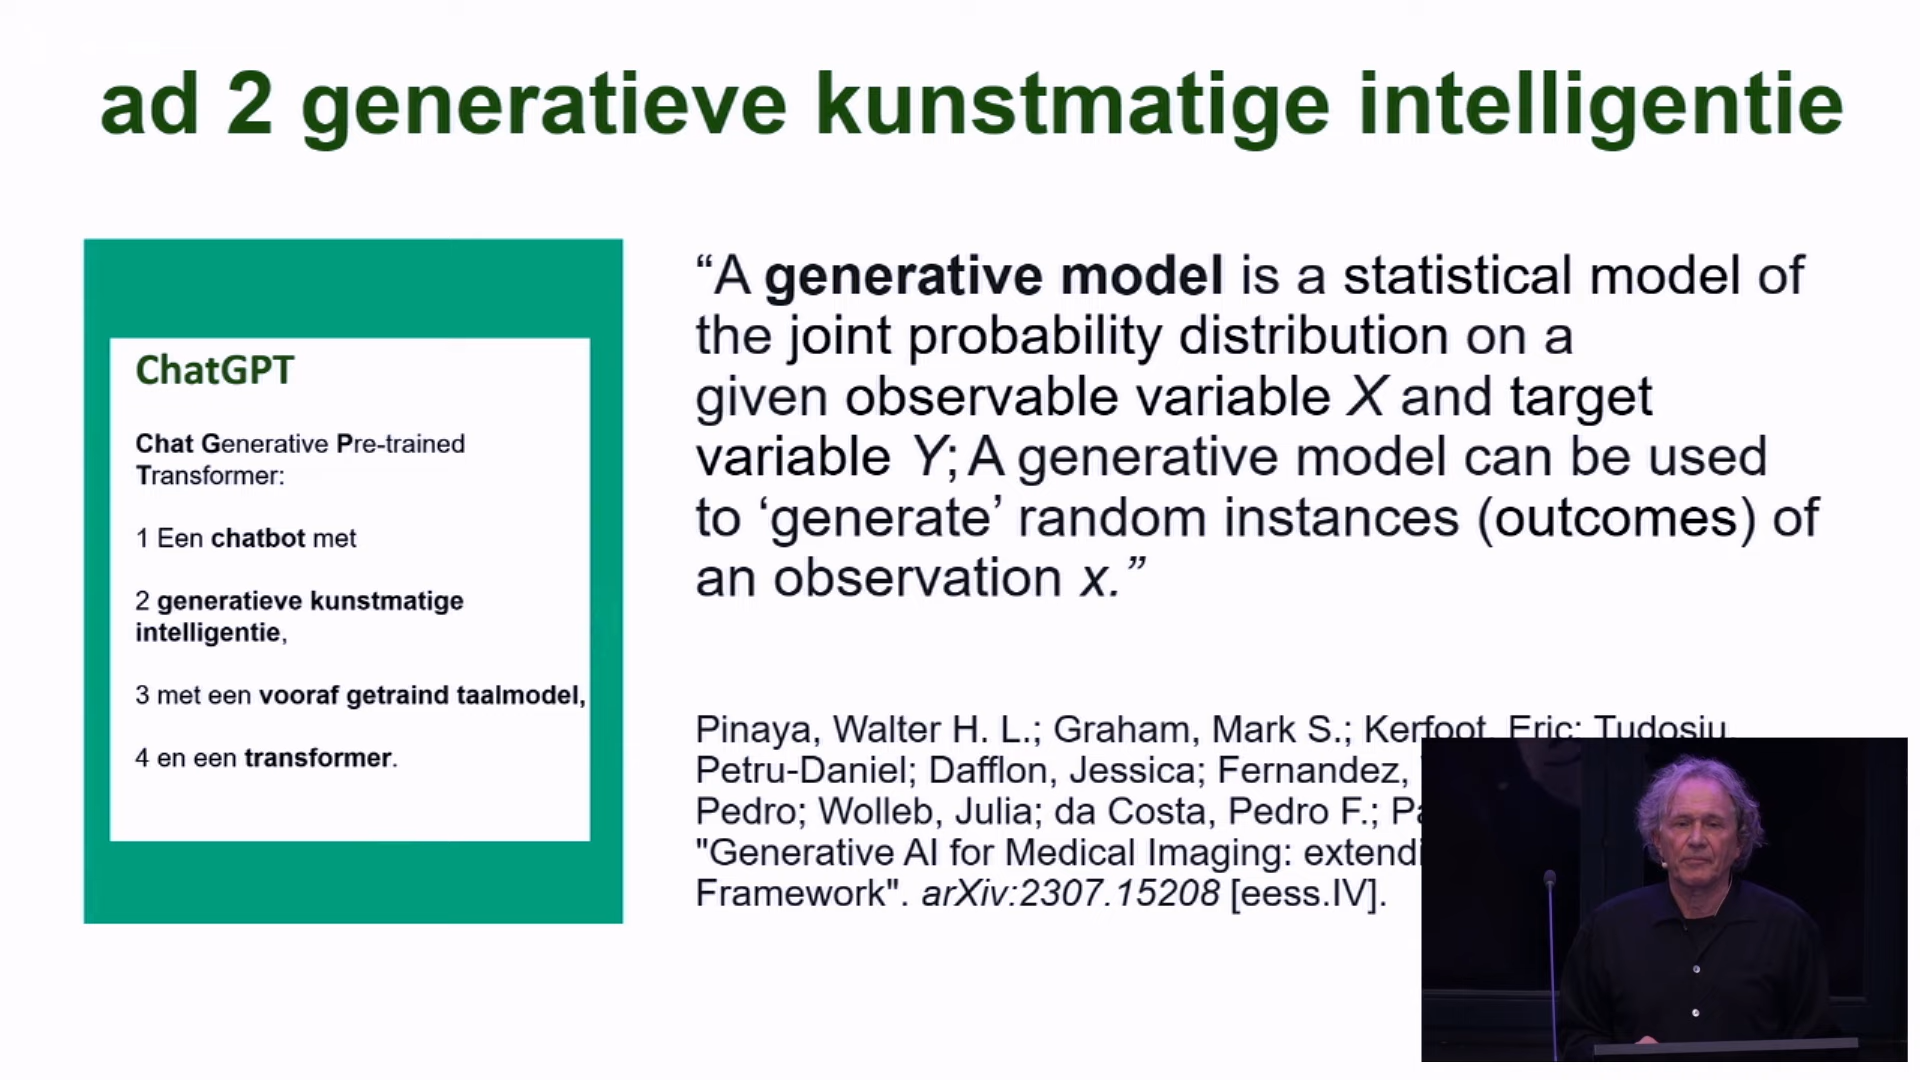 ad 2 generatieve kunstmatige intelligentie
ChatGPT
Chat Generative Pre-trained
Transformer:
1 Een chatbot met
2 generatieve kunstmatige
intelligentie,
3 met een vooraf getraind taalmodel,
4 en een transformer.
“A generative model is a statistical model of
the joint probability distribution on a
given observable variable X and target
variable Y; A generative model can be used
to ‘generate’ random instances (outcomes) of
an observation x.”
Pinaya, Walter H. L.; Graham, Mark S.; Kerfoot, Eric; Tudosiu,
Petru-Daniel; Dafflon, Jessica; Fernandez,
Pedro; Wolleb, Julia; da Costa, Pedro F.;
"Generative AI for Medical Imaging:
Framework". arXiv:2307.15208 [eess.IV].